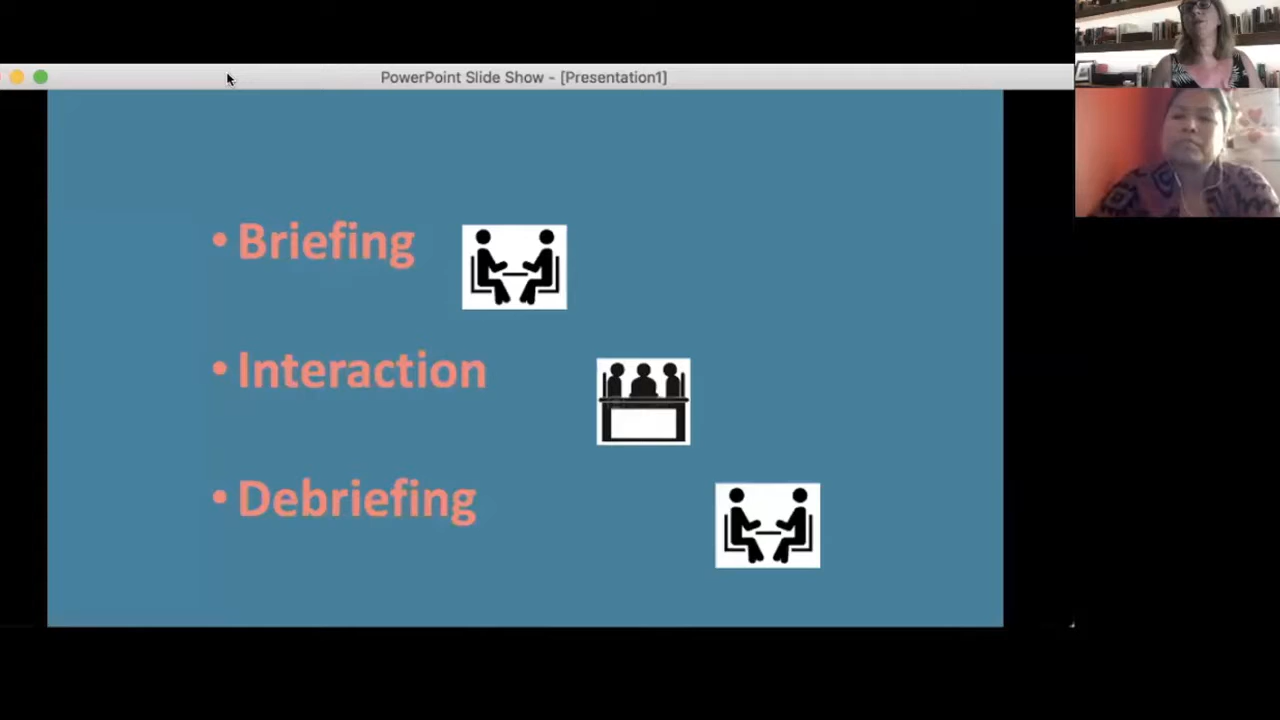 PowerPoint Slide Show - [Presentation1]
• Briefing
• Interaction
• Debriefing